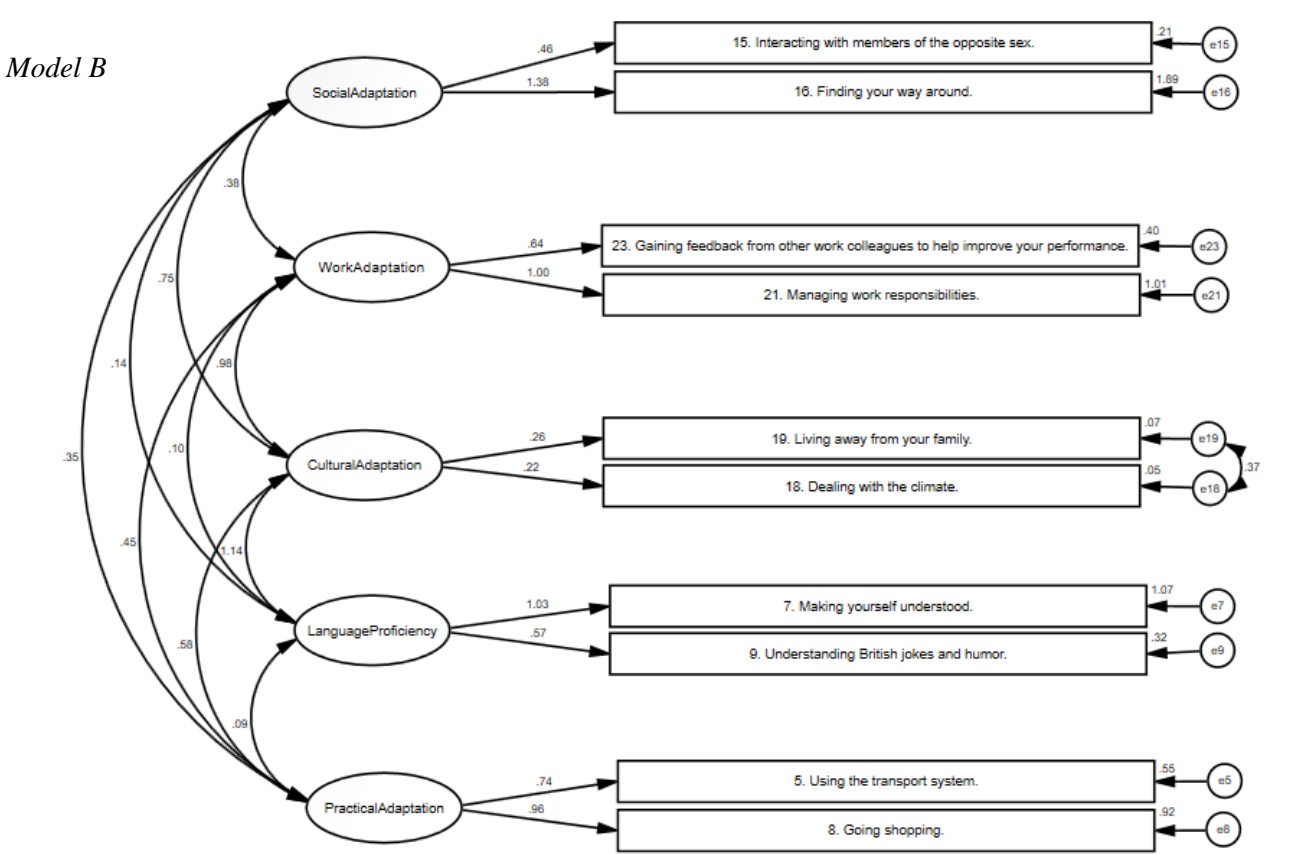 Model B
SocialAdaptation
.46
1.38
15. Interacting with members of the opposite sex.
.21
e15
16. Finding your way around.
1.89
e16
.38
WorkAdaptation
.64
1.00
23. Gaining feedback from other work colleagues to help improve your performance.
.40
e23
21. Managing work responsibilities.
1.01
e21
.75
.14
.98
.35
.10
CulturalAdaptation
.26
.22
19. Living away from your family.
.07
e19
18. Dealing with the climate.
.05
e18
.37
.45
1.14
LanguageProficiency
1.03
.57
7. Making yourself understood.
1.07
e7
9. Understanding British jokes and humor.
.32
e9
.58
.09
PracticalAdaptation
.74
.96
5. Using the transport system.
.55
e5
8. Going shopping.
.92
e8